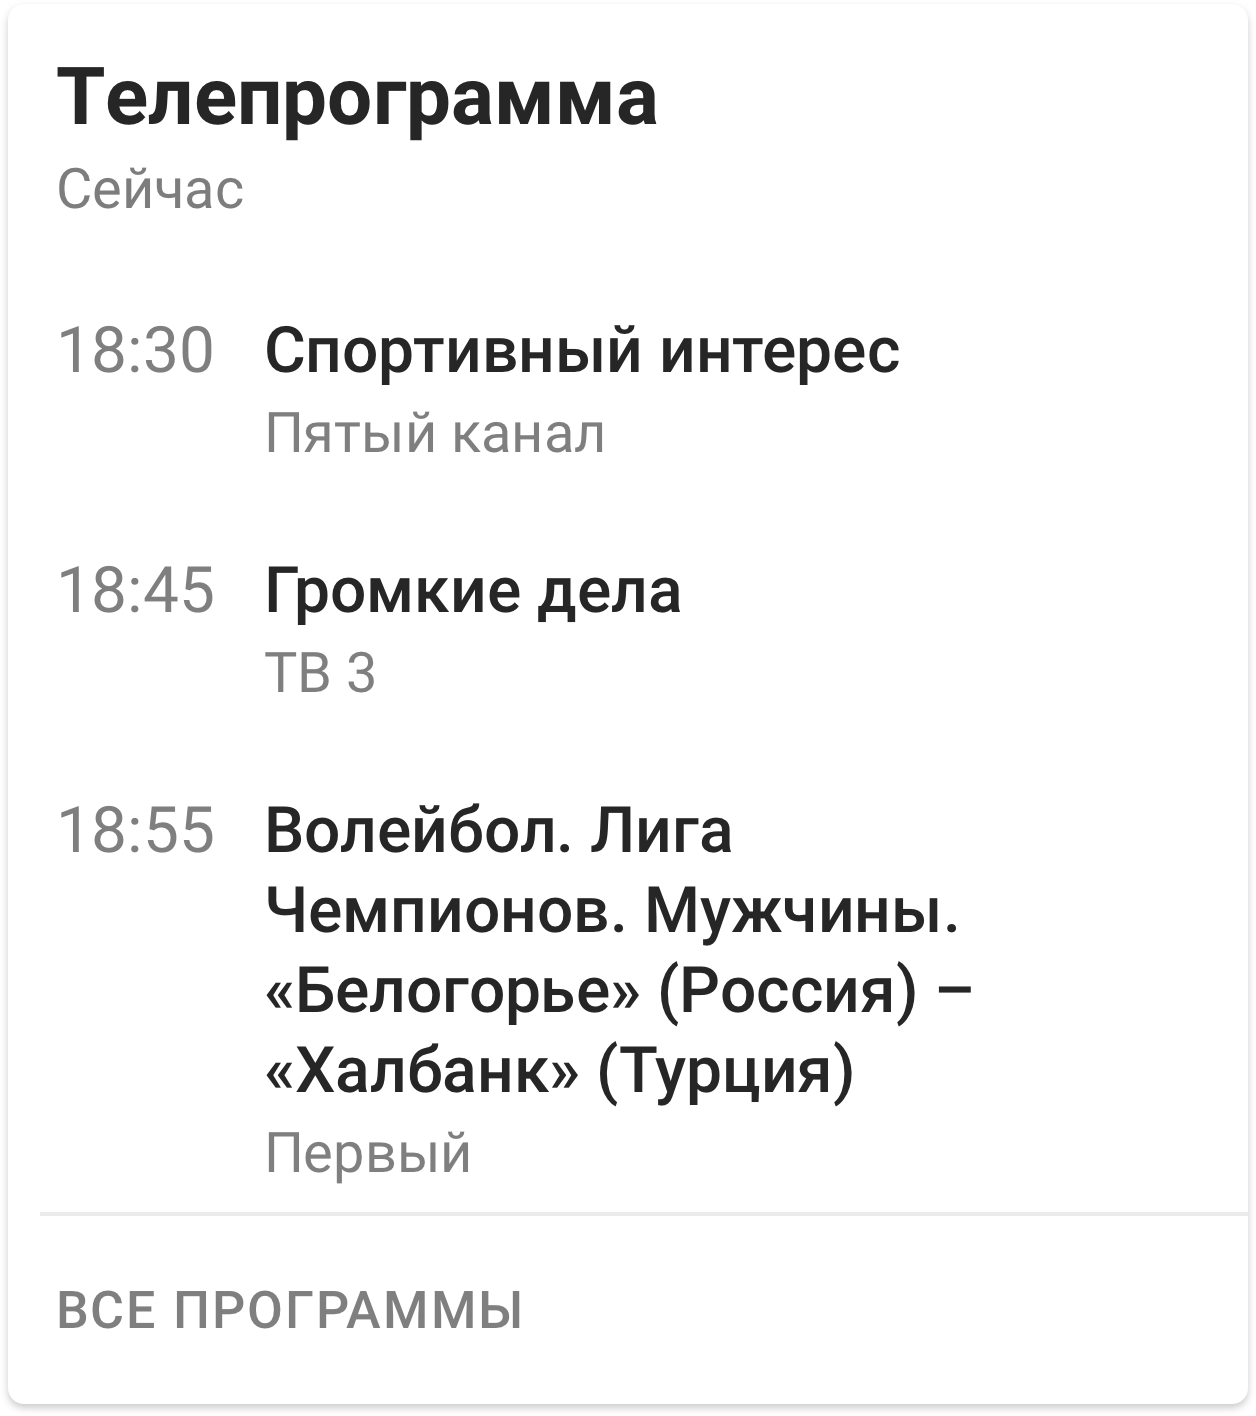 Телепрограмма
Сейчас
18:30 Спортивный интерес
Пятый канал
18:45 Громкие дела
ТВ 3
18:55 Волейбол. Лига
Чемпионов. Мужчины.
«Белогорье» (Россия) –
«Халбанк» (Турция)
Первый
ВСЕ ПРОГРАММЫ